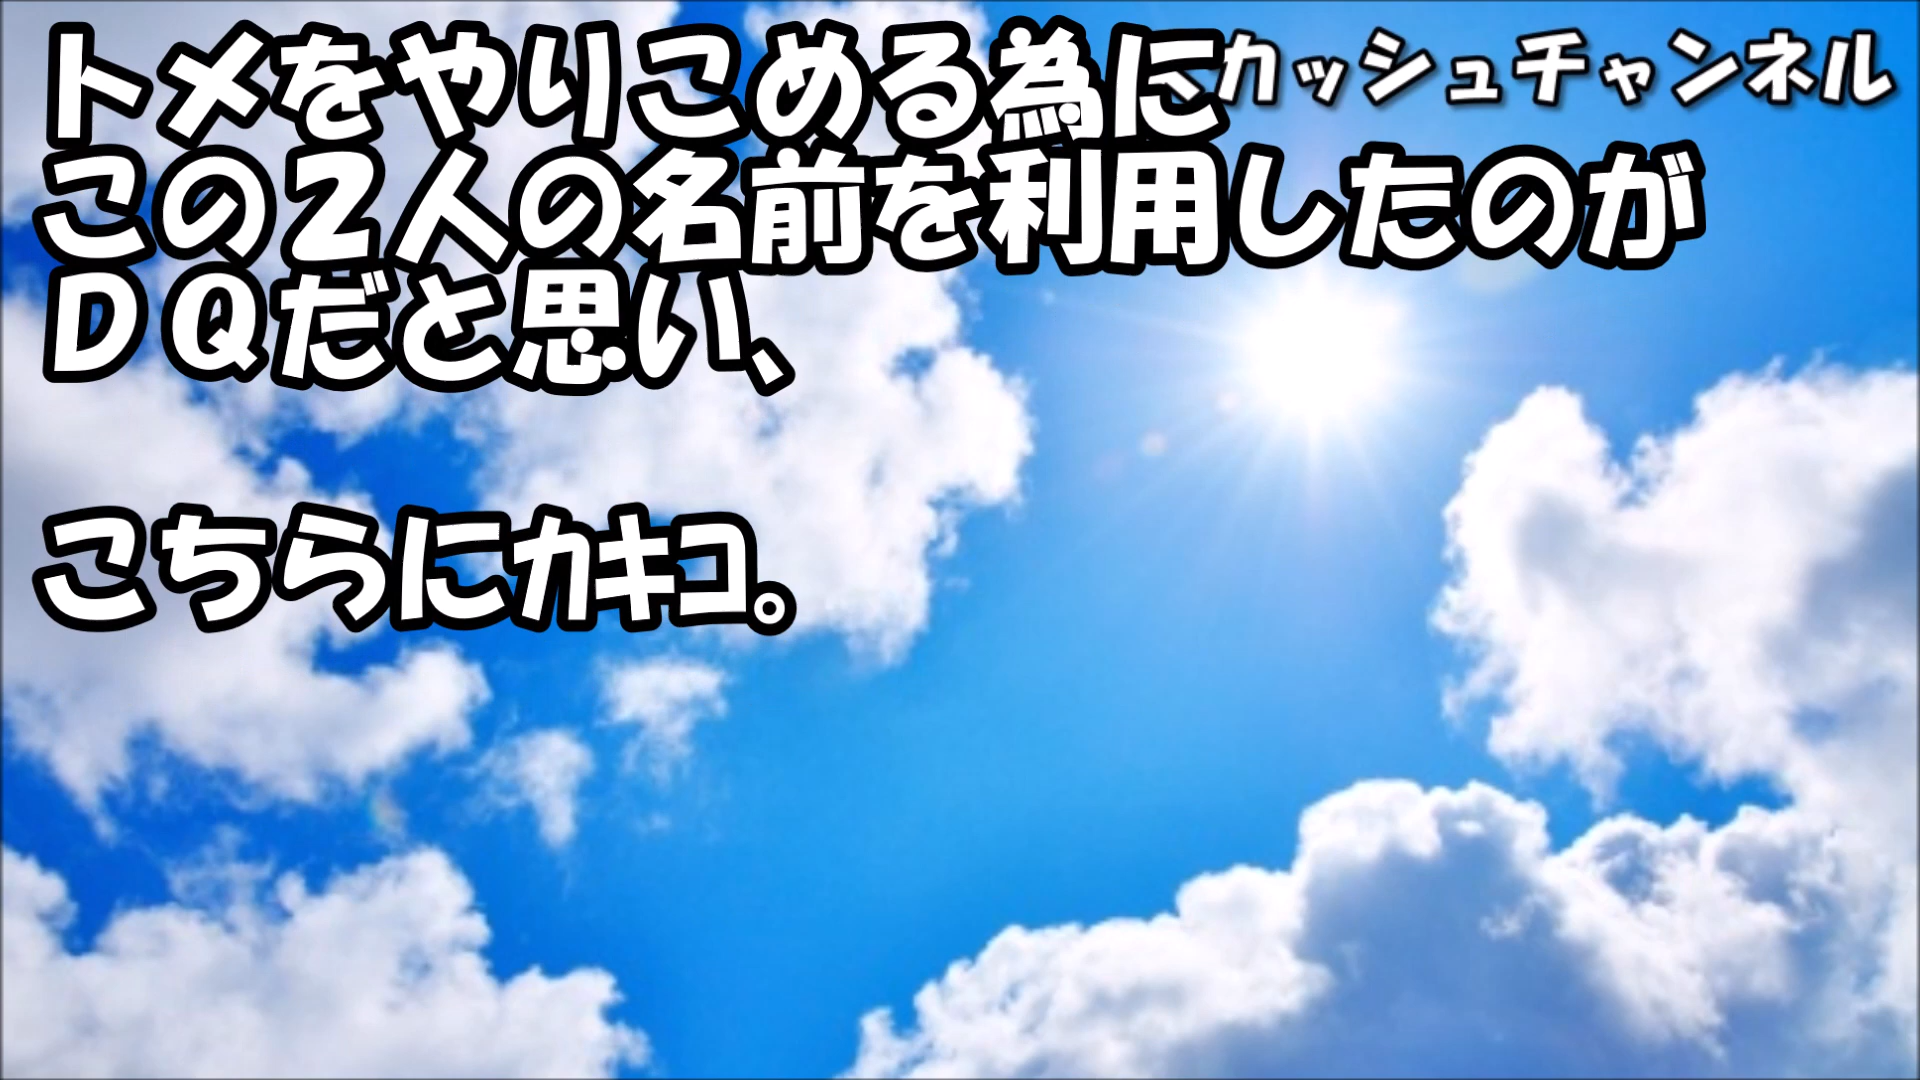 トメをやりこめる為に
カッシュチャンネル
この２人の名前を利用したのが
ＤＱだと思い、
こちらにｶｷｺ。